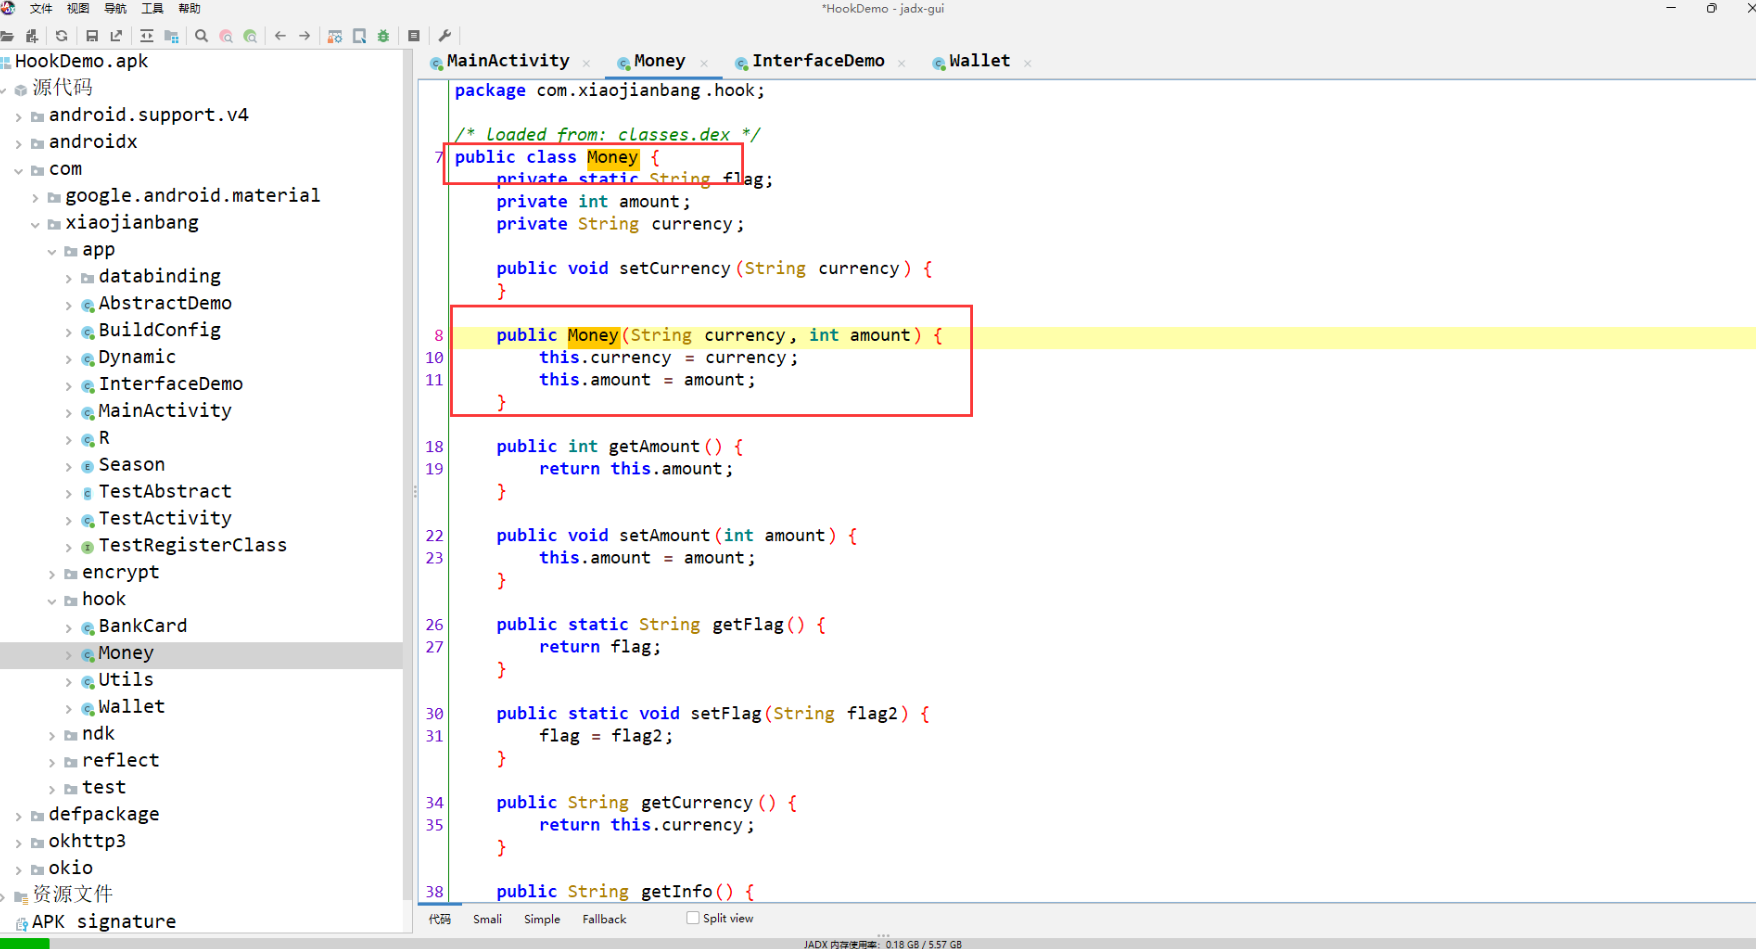 文件 视图 导航 工具 帮助
*HookDemo - jadx-gui
HookDemo.apk
源代码
android.support.v4
androidx
com
google.android.material
xiaojianbang
app
databinding
AbstractDemo
BuildConfig
Dynamic
InterfaceDemo
MainActivity
R
Season
TestAbstract
TestActivity
TestRegisterClass
encrypt
hook
BankCard
Money
Utils
Wallet
ndk
reflect
test
defpackage
okhttp3
okio
资源文件
APK signature
MainActivity × Money × InterfaceDemo × Wallet ×
package com.xiaojianbang.hook;
/* loaded from: classes.dex */
7 public class Money {
private static String flag;
private int amount;
private String currency;
public void setCurrency(String currency) {
}
8 public Money(String currency, int amount) {
10 this.currency = currency;
11 this.amount = amount;
}
18 public int getAmount() {
19 return this.amount;
}
22 public void setAmount(int amount) {
23 this.amount = amount;
}
26 public static String getFlag() {
27 return flag;
}
30 public static void setFlag(String flag2) {
31 flag = flag2;
}
34 public String getCurrency() {
35 return this.currency;
}
38 public String getInfo() {
代码 Smali Simple Fallback Split view
JADX 内存使用率: 0.18 GB / 5.57 GB